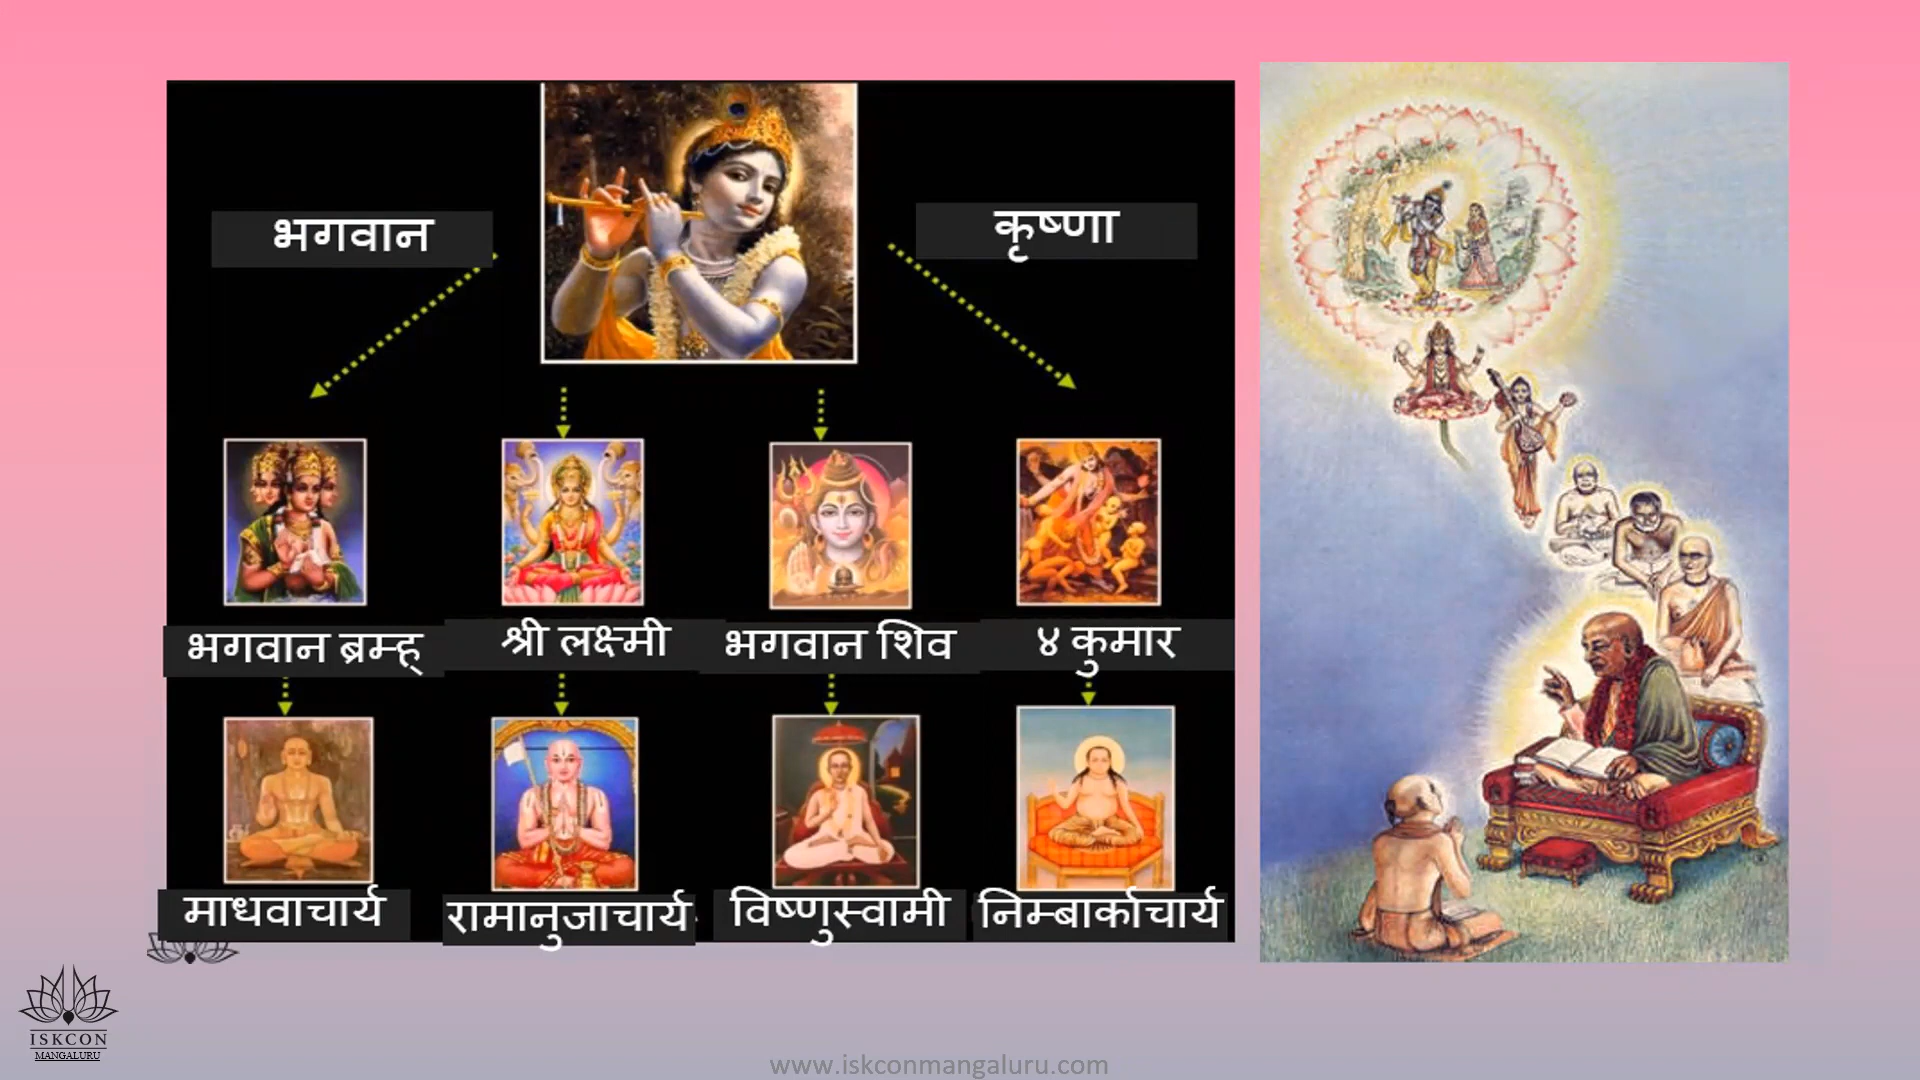 भगवान
कृष्णा
भगवान ब्रम्ह्
श्री लक्ष्मी
भगवान शिव
४ कुमार
माधवाचार्य
रामानुजाचार्य
विष्णुस्वामी
निम्बार्काचार्य
ISKCON
MANGALURU
www.iskconmangaluru.com